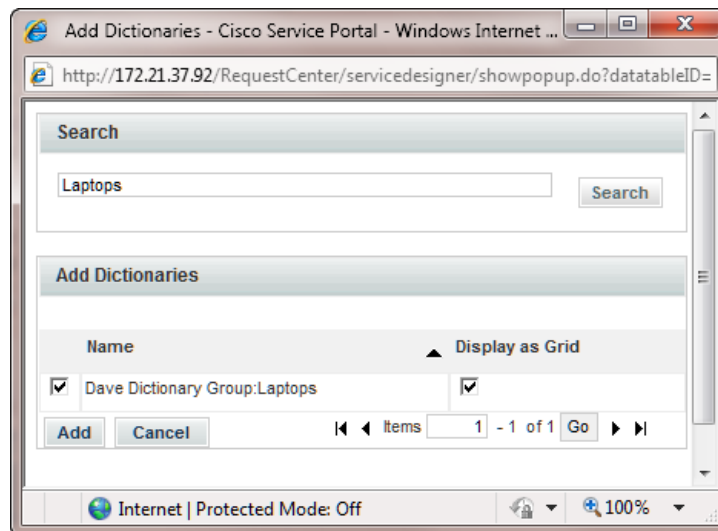 Add Dictionaries - Cisco Service Portal - Windows Internet ...
http://172.21.37.92/RequestCenter/servicedesigner/showpopup.do?datatableID=
Search
Laptops
Search
Add Dictionaries
Name
Display as Grid
Dave Dictionary Group:Laptops
Add Cancel Items 1 - 1 of 1 Go
Internet | Protected Mode: Off 100%